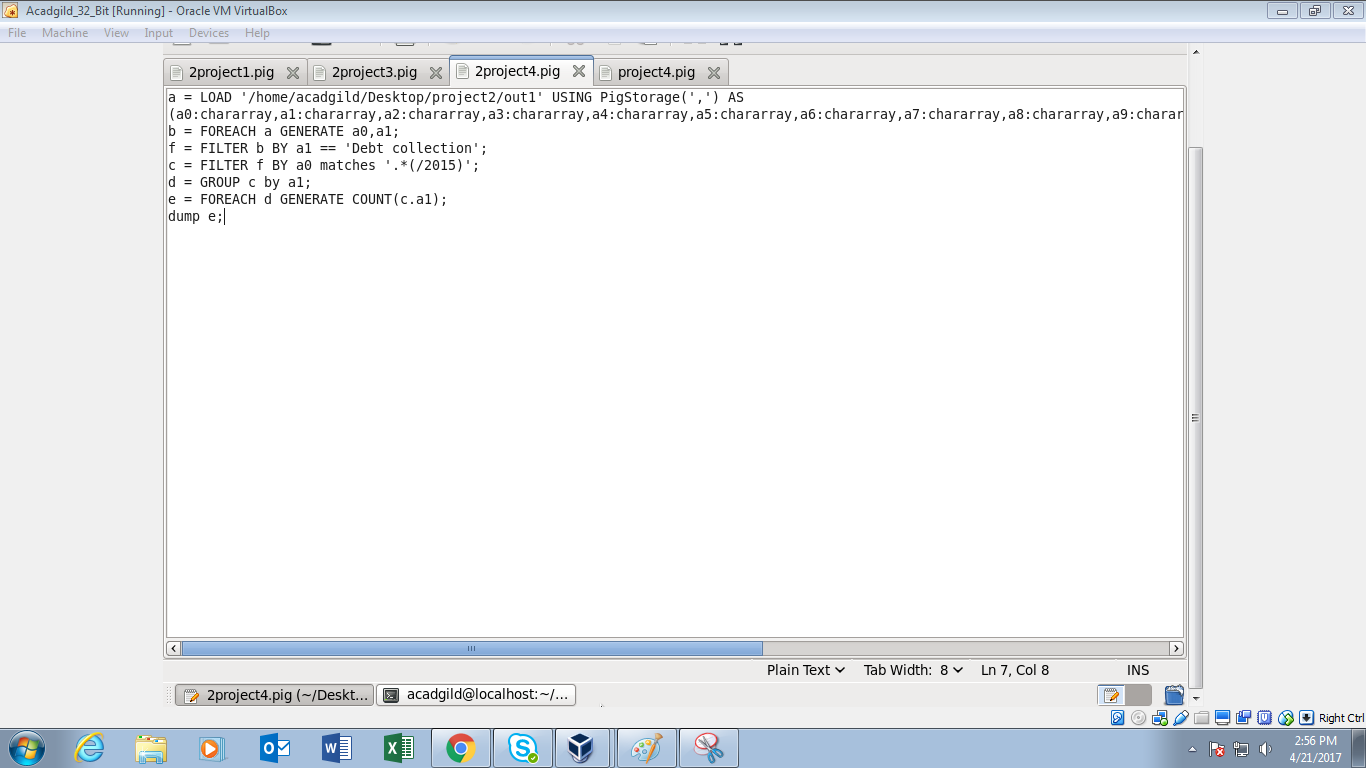 Acadgild_32_Bit [Running] - Oracle VM VirtualBox
File Machine View Input Devices Help
2project1.pig 2project3.pig 2project4.pig project4.pig
a = LOAD '/home/acadgild/Desktop/project2/out1' USING PigStorage(',') AS
(a0:chararray,a1:chararray,a2:chararray,a3:chararray,a4:chararray,a5:chararray,a6:chararray,a7:chararray,a8:chararray,a9:charar
b = FOREACH a GENERATE a0,a1;
f = FILTER b BY a1 == 'Debt collection';
c = FILTER f BY a0 matches '.*(/2015)';
d = GROUP c by a1;
e = FOREACH d GENERATE COUNT(c.a1);
dump e;
Plain Text Tab Width: 8 Ln 7, Col 8 INS
2project4.pig (~/Deskt... acadgild@localhost:~/...
Right Ctrl
2:56 PM
4/21/2017